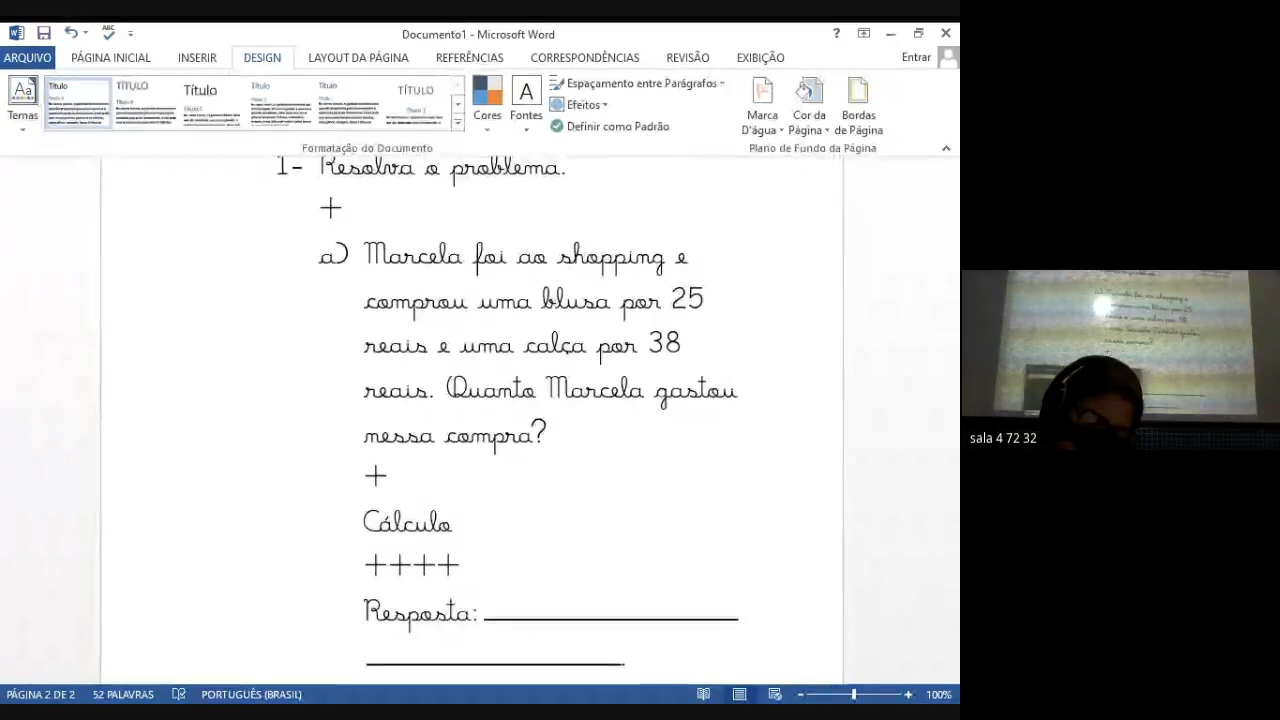 Documento1 - Microsoft Word
ARQUIVO PÁGINA INICIAL INSERIR DESIGN LAYOUT DA PÁGINA REFERÊNCIAS CORRESPONDÊNCIAS REVISÃO EXIBIÇÃO Entrar
Temas
Título TÍTULO Título Título Título TÍTULO
Cores Fontes
Espaçamento entre Parágrafos
Efeitos
Definir como Padrão
Marca D'água
Cor da Página
Bordas de Página
Formatação do Documento Plano de Fundo da Página
1- Resolva o problema.
+
a) Marcela foi ao shopping e
comprou uma blusa por 25
reais e uma calça por 38
reais. Quanto Marcela gastou
nessa compra?
+
Cálculo
++++
Resposta:
sala 4 72 32
PÁGINA 2 DE 2 52 PALAVRAS PORTUGUÊS (BRASIL) 100%